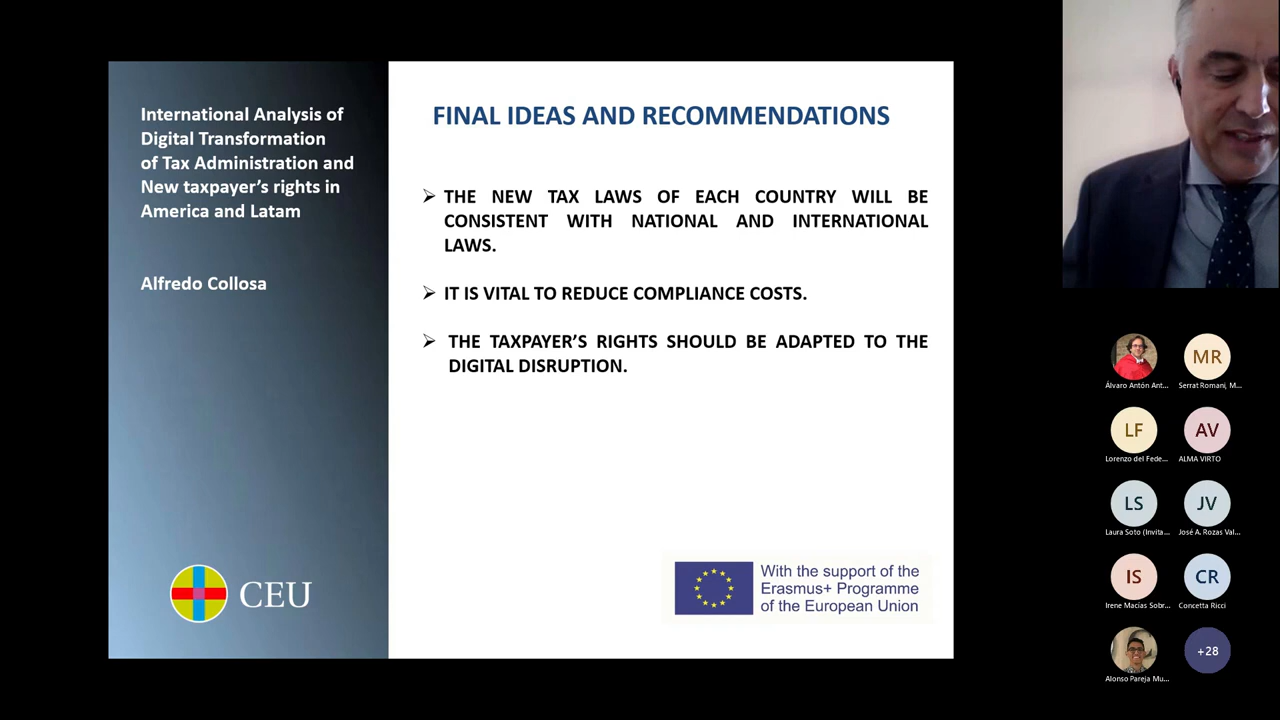 International Analysis of
Digital Transformation
of Tax Administration and
New taxpayer’s rights in
America and Latam
Alfredo Collosa
CEU
FINAL IDEAS AND RECOMMENDATIONS
➢ THE NEW TAX LAWS OF EACH COUNTRY WILL BE
CONSISTENT WITH NATIONAL AND INTERNATIONAL
LAWS.
➢ IT IS VITAL TO REDUCE COMPLIANCE COSTS.
➢ THE TAXPAYER’S RIGHTS SHOULD BE ADAPTED TO THE
DIGITAL DISRUPTION.
With the support of the
Erasmus+ Programme
of the European Union
MR
Álvaro Antón Ant...
Serrat Romaní, M...
LF
AV
Lorenzo del Fede...
ALMA VIRTO
LS
JV
Laura Soto (Invita...
José A. Rozas Val...
IS
CR
Irene Macías Sobr...
Concetta Ricci
+28
Alonso Pareja Mu...